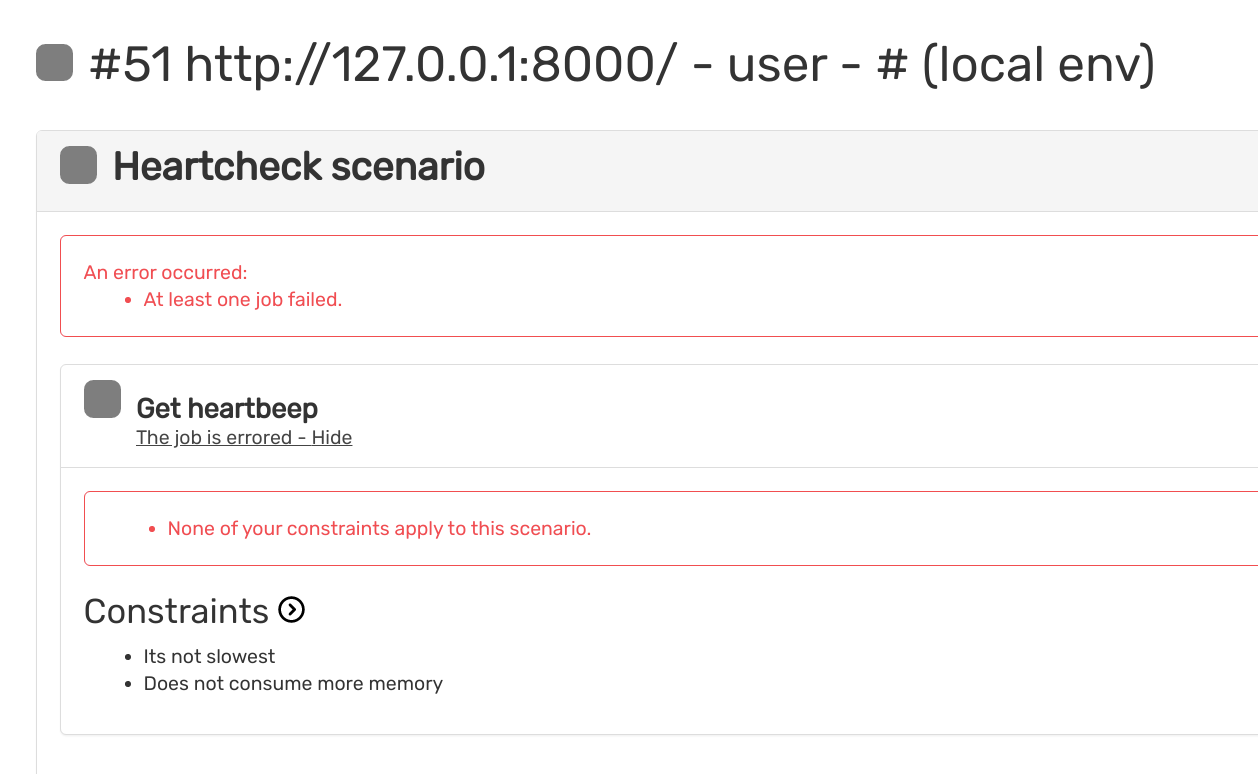 #51 http://127.0.0.1:8000/ - user - # (local env)
Heartcheck scenario
An error occurred:
At least one job failed.
Get heartbeep
The job is errored - Hide
None of your constraints apply to this scenario.
Constraints
Its not slowest
Does not consume more memory